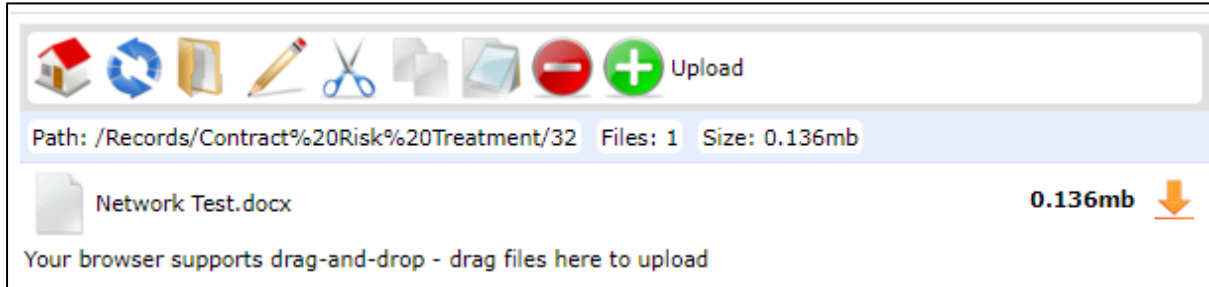 Upload
Path: /Records/Contract%20Risk%20Treatment/32 Files: 1 Size: 0.136mb
Network Test.docx 0.136mb
Your browser supports drag-and-drop - drag files here to upload